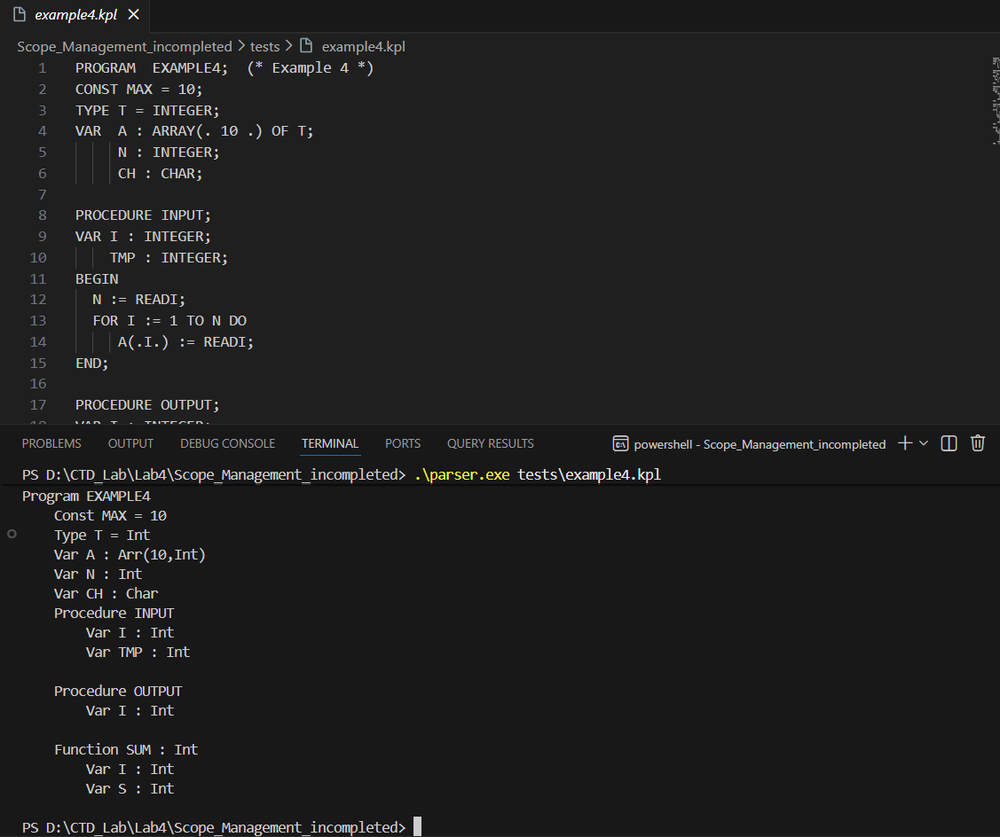 example4.kpl
Scope_Management_incompleted > tests > example4.kpl
1 PROGRAM  EXAMPLE4;  (* Example 4 *)
2 CONST MAX = 10;
3 TYPE T = INTEGER;
4 VAR  A : ARRAY(. 10 .) OF T;
5      N : INTEGER;
6      CH : CHAR;
7
8 PROCEDURE INPUT;
9 VAR I : INTEGER;
10     TMP : INTEGER;
11 BEGIN
12   N := READI;
13   FOR I := 1 TO N DO
14      A(.I.) := READI;
15 END;
16
17 PROCEDURE OUTPUT;
18 VAR I : INTEGER;
PROBLEMS OUTPUT DEBUG CONSOLE TERMINAL PORTS QUERY RESULTS powershell - Scope_Management_incompleted
PS D:\CTD_Lab\Lab4\Scope_Management_incompleted> .\parser.exe tests\example4.kpl
Program EXAMPLE4
    Const MAX = 10
    Type T = Int
    Var A : Arr(10,Int)
    Var N : Int
    Var CH : Char
    Procedure INPUT
        Var I : Int
        Var TMP : Int
    Procedure OUTPUT
        Var I : Int
    Function SUM : Int
        Var I : Int
        Var S : Int
PS D:\CTD_Lab\Lab4\Scope_Management_incompleted>